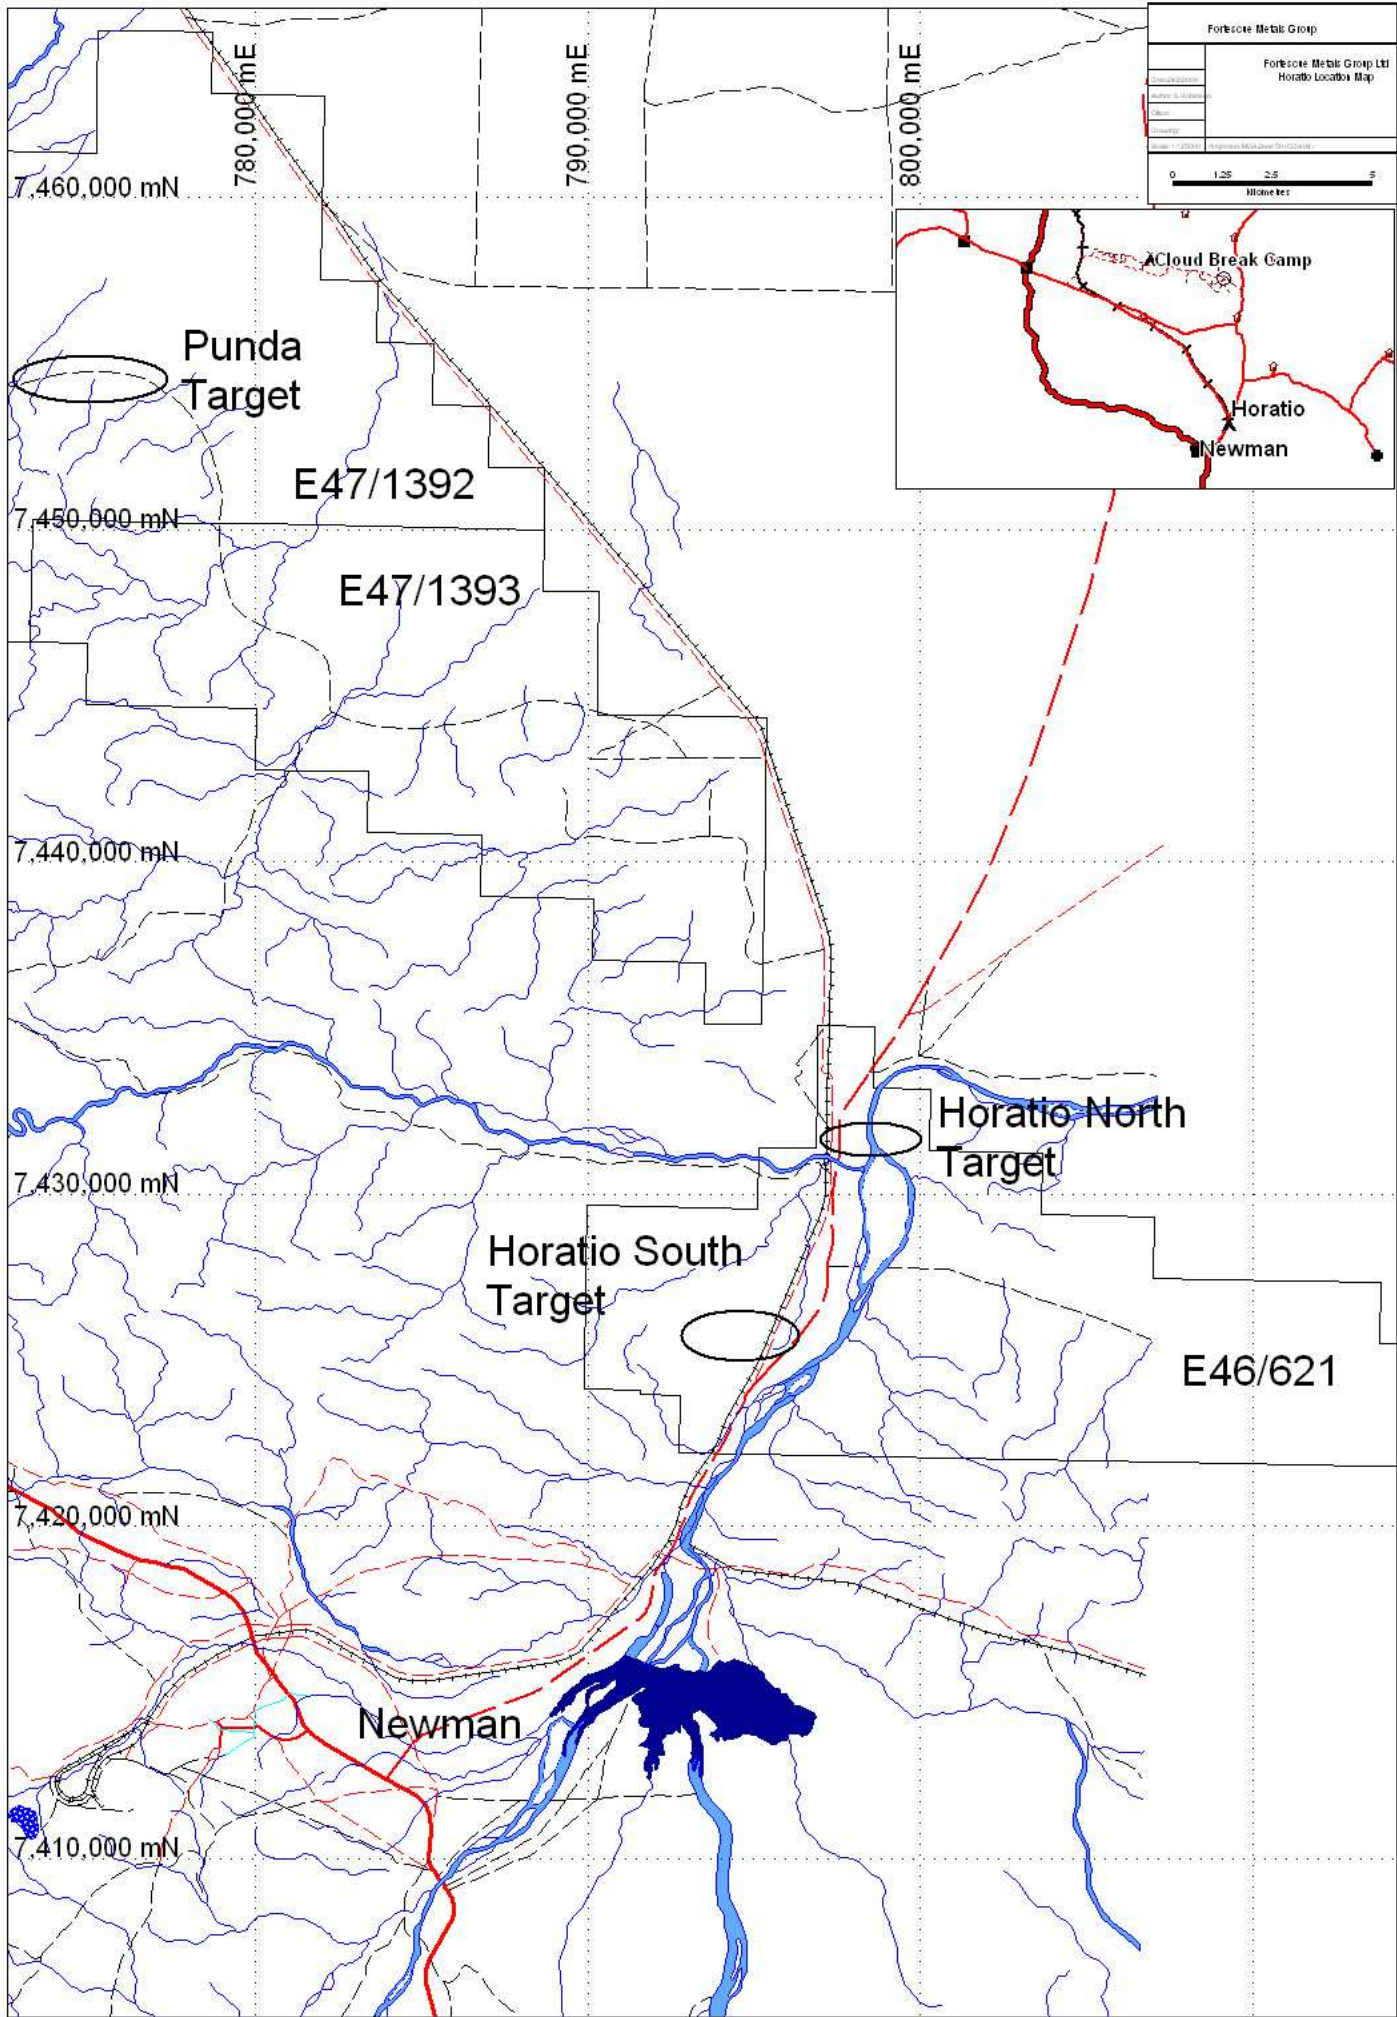 Fortescue Metals Group
Fortescue Metals Group Ltd
Horatio Location Map
0 1.25 2.5 5
kilometres
780,000 mE
790,000 mE
800,000 mE
7,460,000 mN
Cloud Break Camp
Horatio
Newman
Punda
Target
E47/1392
7,450,000 mN
E47/1393
7,440,000 mN
Horatio North
Target
7,430,000 mN
Horatio South
Target
E46/621
7,420,000 mN
Newman
7,410,000 mN